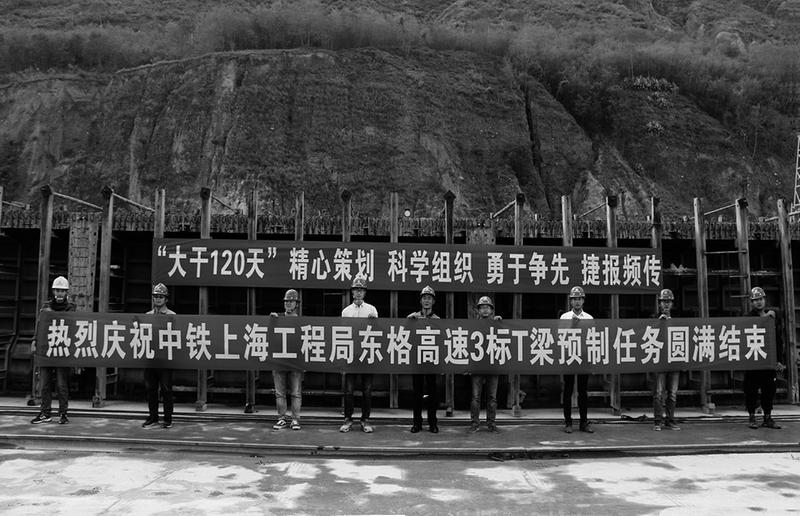 “大干120天” 精心策划 科学组织 勇于争先 捷报频传
热烈庆祝中铁上海工程局东格高速3标T梁预制任务圆满结束